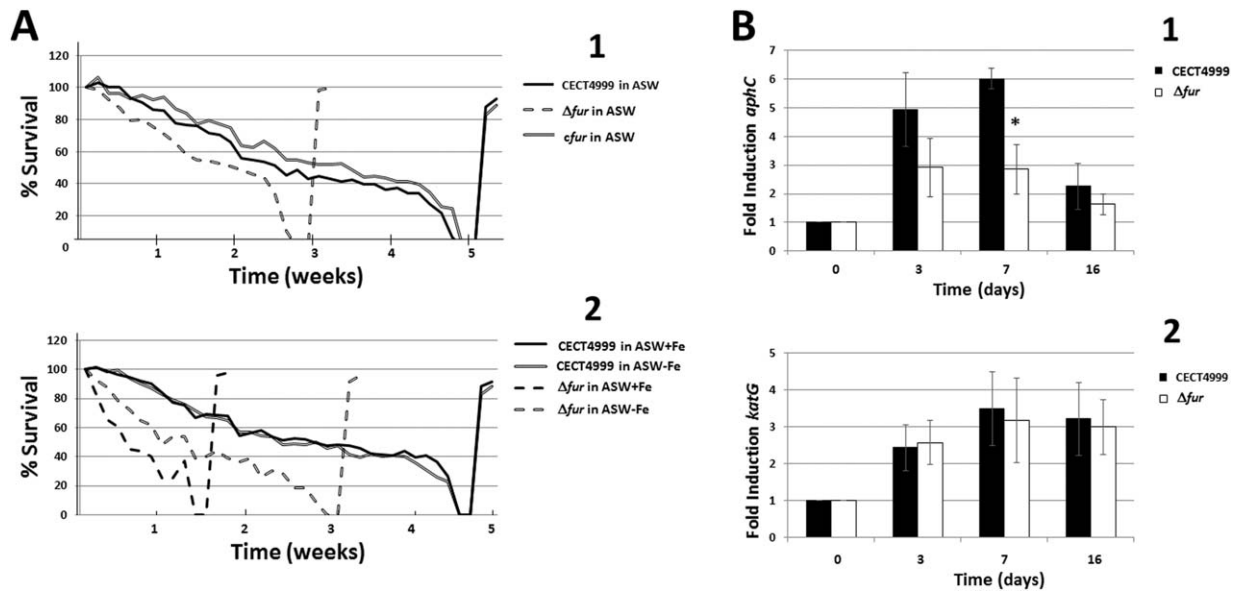 A
1
120
100
80
60
40
20
0
% Survival
1 2 3 4 5
Time (weeks)
CECT4999 in ASW
Δfur in ASW
cfur in ASW
2
120
100
80
60
40
20
0
% Survival
1 2 3 4 5
Time (weeks)
CECT4999 in ASW+Fe
CECT4999 in ASW-Fe
Δfur in ASW+Fe
Δfur in ASW-Fe
B
1
7
6
5
4
3
2
1
0
Fold Induction aphC
*
0 3 7 16
Time (days)
CECT4999
Δfur
2
5
4
3
2
1
0
Fold Induction katG
0 3 7 16
Time (days)
CECT4999
Δfur